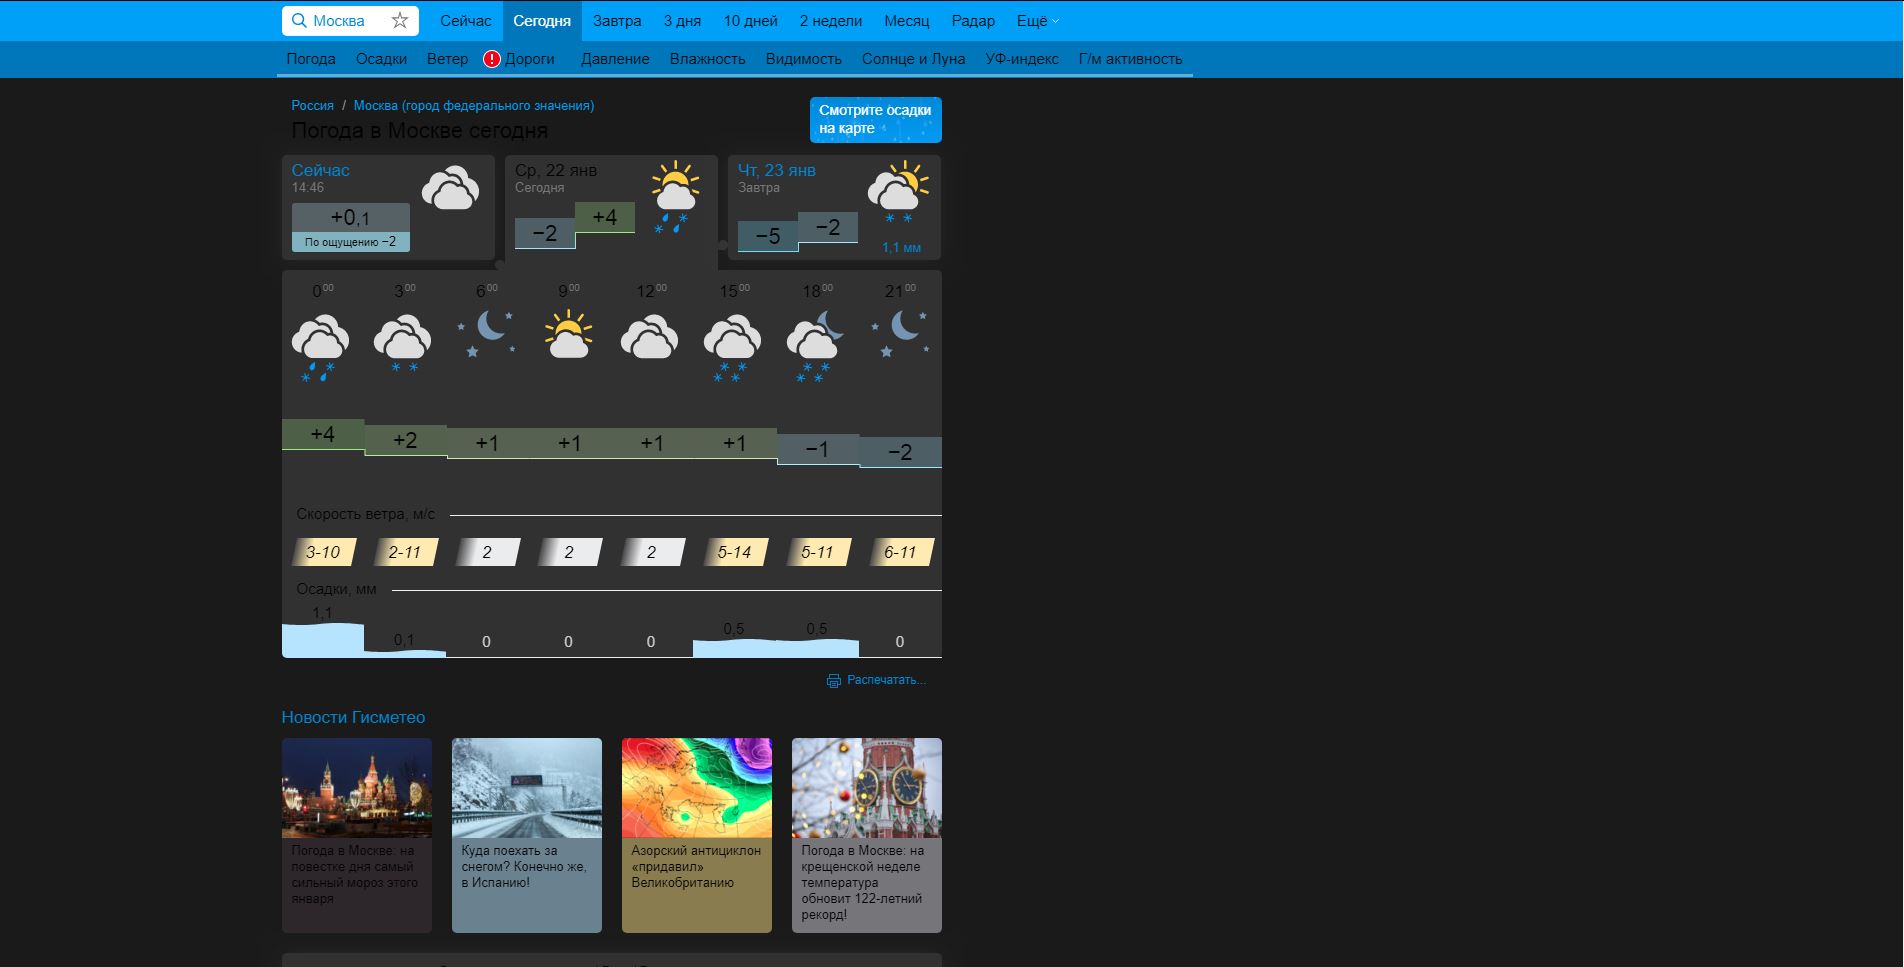 Москва Сейчас Сегодня Завтра 3 дня 10 дней 2 недели Месяц Радар Ещё
Погода Осадки Ветер Дороги Давление Влажность Видимость Солнце и Луна УФ-индекс Г/м активность
Россия / Москва (город федерального значения)
Погода в Москве сегодня
Смотрите осадки
на карте
Сейчас
14:46
+0,1
По ощущению −2
Ср, 22 янв
Сегодня
−2 +4
Чт, 23 янв
Завтра
−5 −2
1,1 мм
0 00 3 00 6 00 9 00 12 00 15 00 18 00 21 00
+4 +2 +1 +1 +1 +1 −1 −2
Скорость ветра, м/с
3-10 2-11 2 2 2 5-14 5-11 6-11
Осадки, мм
1,1 0,1 0 0 0 0,5 0,5 0
Распечатать...
Новости Гисметео
Погода в Москве: на
повестке дня самый
сильный мороз этого
января
Куда поехать за
снегом? Конечно же,
в Испанию!
Азорский антициклон
«придавил»
Великобританию
Погода в Москве: на
крещенской неделе
температура
обновит 122-летний
рекорд!